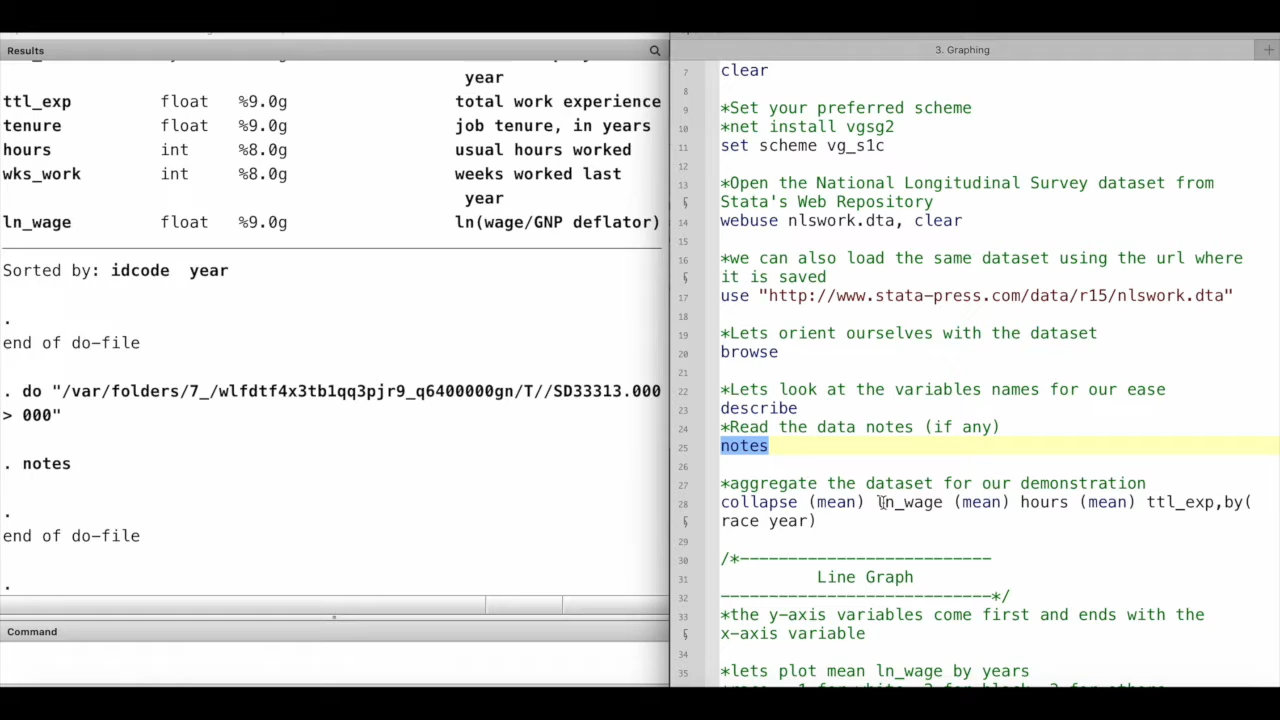 Results
year
ttl_exp float %9.0g total work experience
tenure float %9.0g job tenure, in years
hours int %8.0g usual hours worked
wks_work int %8.0g weeks worked last
year
ln_wage float %9.0g ln(wage/GNP deflator)
Sorted by: idcode year
.
end of do-file
. do "/var/folders/7_/wlfdtf4x3tb1qq3pjr9_q6400000gn/T//SD33313.000
> 000"
. notes
.
end of do-file
.
Command
3. Graphing
7 clear
8
9 *Set your preferred scheme
10 *net install vgsg2
11 set scheme vg_s1c
12
13 *Open the National Longitudinal Survey dataset from
Stata's Web Repository
14 webuse nlswork.dta, clear
15
16 *we can also load the same dataset using the url where
it is saved
17 use "http://www.stata-press.com/data/r15/nlswork.dta"
18
19 *Lets orient ourselves with the dataset
20 browse
21
22 *Lets look at the variables names for our ease
23 describe
24 *Read the data notes (if any)
25 notes
26
27 *aggregate the dataset for our demonstration
28 collapse (mean) ln_wage (mean) hours (mean) ttl_exp,by(
race year)
29
30 /*--------------------------
31 Line Graph
32 --------------------------*/
33 *the y-axis variables come first and ends with the
x-axis variable
34
35 *lets plot mean ln_wage by years